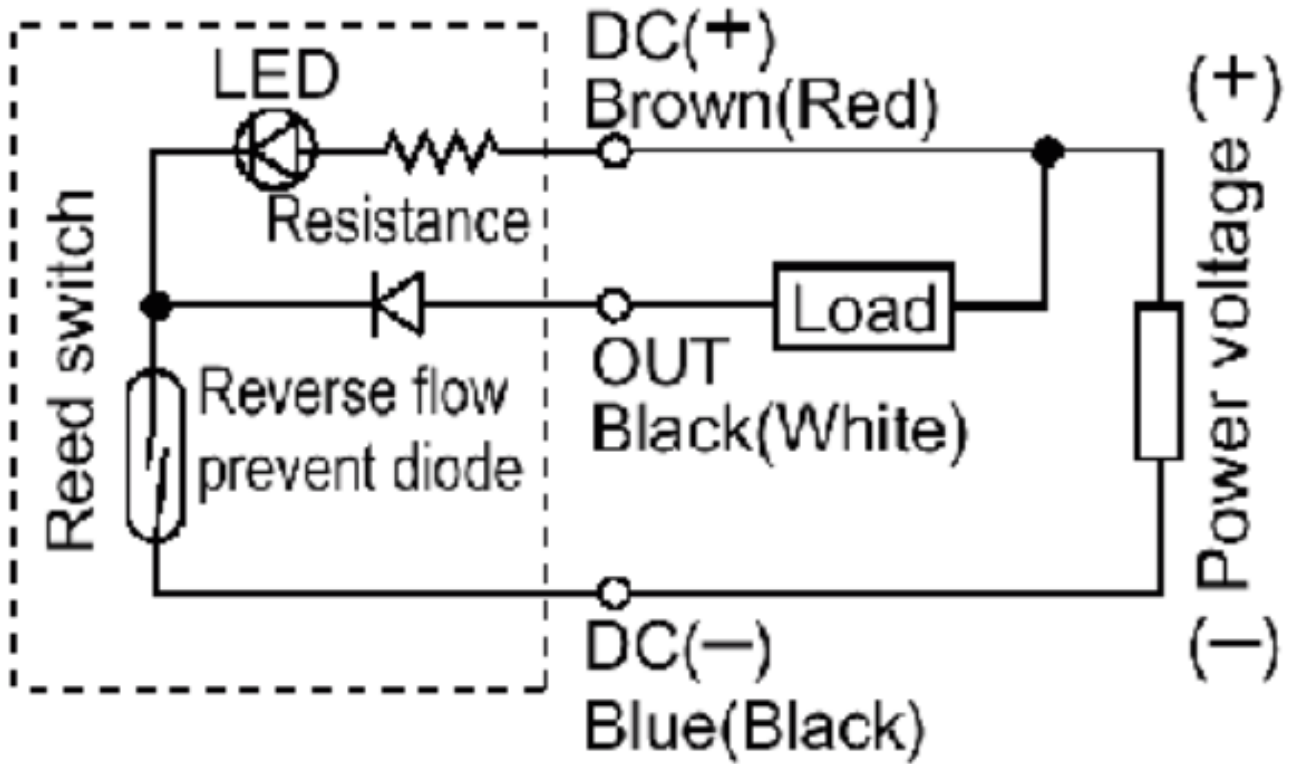 DC(+)
Brown(Red)
LED
Resistance
Reed switch
Reverse flow
prevent diode
Load
OUT
Black(White)
DC(—)
Blue(Black)
(+)
Power voltage
(—)